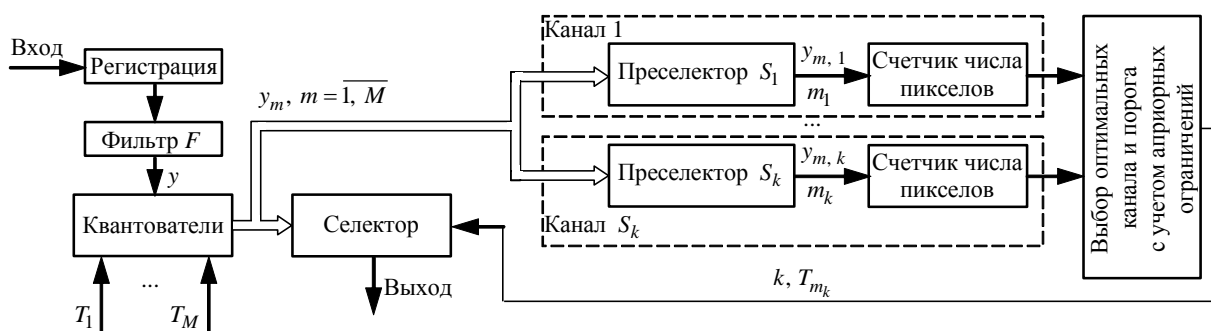 Вход
Регистрация
Фильтр F
y
Квантователи
...
T1
TM
ym, m = 1, M
Селектор
Выход
Канал 1
Преселектор S1
ym, 1
m1
Счетчик числа
пикселов
...
Преселектор Sk
ym, k
mk
Счетчик числа
пикселов
Канал Sk
Выбор оптимальных
канала и порога
с учетом априорных
ограничений
k, Tmk